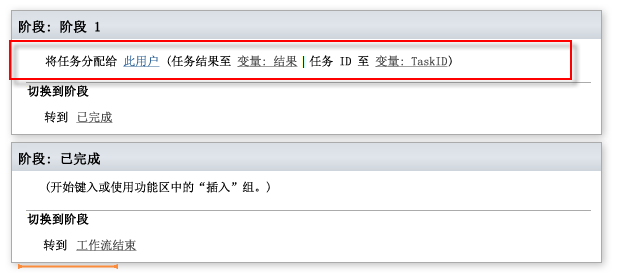 阶段: 阶段 1
将任务分配给 此用户 (任务结果至 变量: 结果 | 任务 ID 至 变量: TaskID)
切换到阶段
转到 已完成
阶段: 已完成
(开始键入或使用功能区中的“插入”组。)
切换到阶段
转到 工作流结束